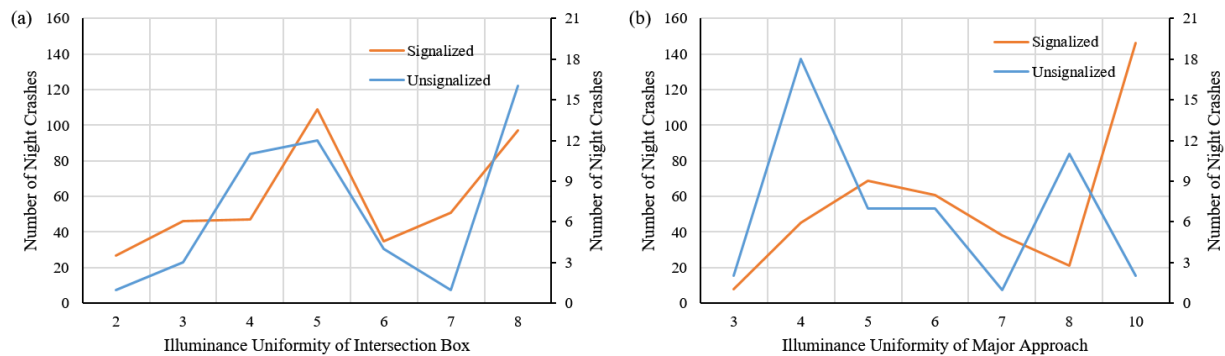 (a)
160
140
120
100
80
60
40
20
0
Number of Night Crashes
21
18
15
12
9
6
3
0
Number of Night Crashes
Signalized
Unsignalized
2 3 4 5 6 7 8
Illuminance Uniformity of Intersection Box
(b)
160
140
120
100
80
60
40
20
0
Number of Night Crashes
21
18
15
12
9
6
3
0
Number of Night Crashes
Signalized
Unsignalized
3 4 5 6 7 8 10
Illuminance Uniformity of Major Approach